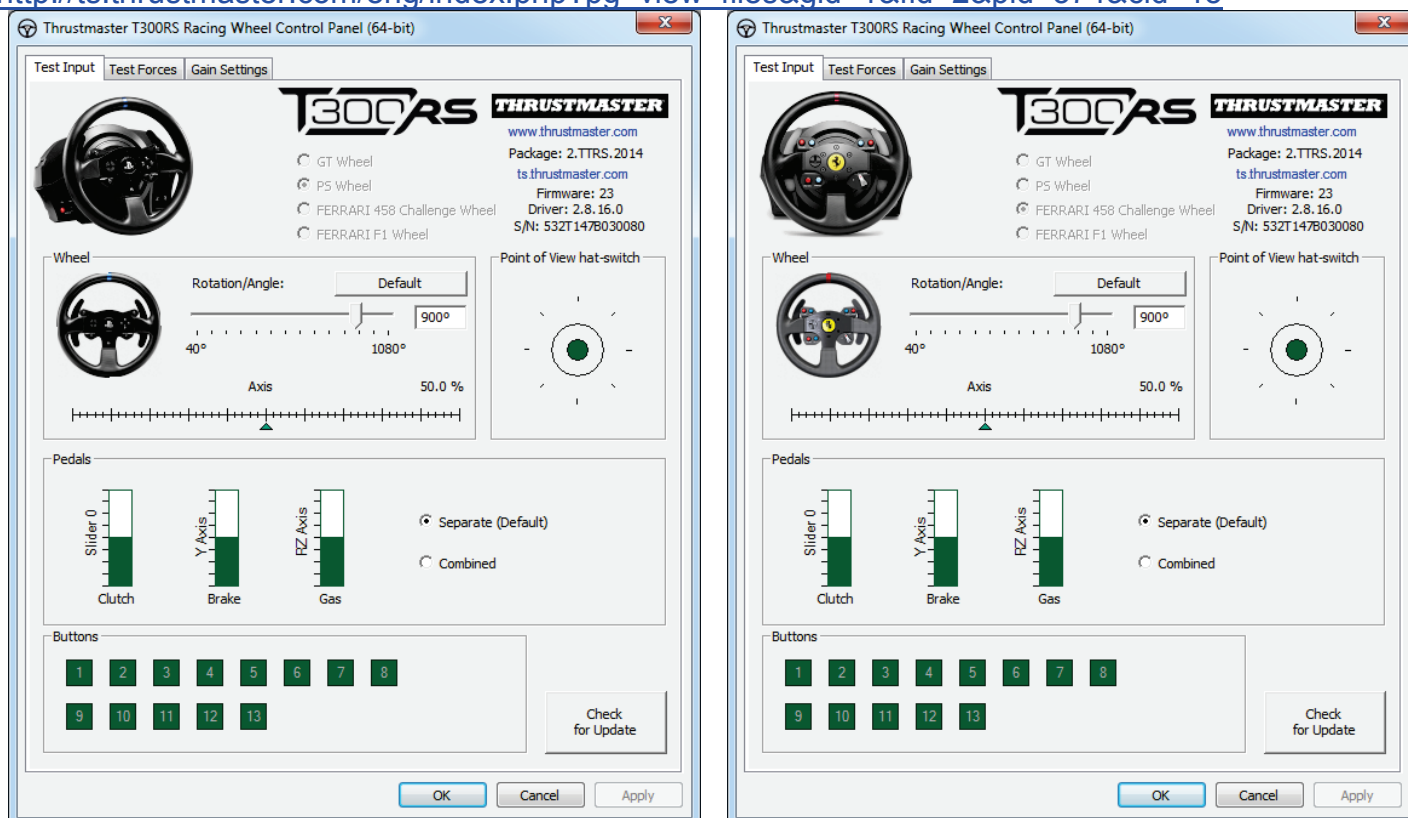 Thrustmaster T300RS Racing Wheel Control Panel (64-bit)
Test Input Test Forces Gain Settings
T300RS THRUSTMASTER
www.thrustmaster.com
Package: 2.TTRS.2014
ts.thrustmaster.com
Firmware: 23
Driver: 2.8.16.0
S/N: 532T147B030080
GT Wheel
PS Wheel
FERRARI 458 Challenge Wheel
FERRARI F1 Wheel
Wheel
Rotation/Angle: Default
900°
40° 1080°
Axis 50.0 %
Point of View hat-switch
Pedals
Slider 0
Clutch
Y Axis
Brake
RZ Axis
Gas
Separate (Default)
Combined
Buttons
1 2 3 4 5 6 7 8
9 10 11 12 13
Check
for Update
OK Cancel Apply
Thrustmaster T300RS Racing Wheel Control Panel (64-bit)
Test Input Test Forces Gain Settings
T300RS THRUSTMASTER
www.thrustmaster.com
Package: 2.TTRS.2014
ts.thrustmaster.com
Firmware: 23
Driver: 2.8.16.0
S/N: 532T147B030080
GT Wheel
PS Wheel
FERRARI 458 Challenge Wheel
FERRARI F1 Wheel
Wheel
Rotation/Angle: Default
900°
40° 1080°
Axis 50.0 %
Point of View hat-switch
Pedals
Slider 0
Clutch
Y Axis
Brake
RZ Axis
Gas
Separate (Default)
Combined
Buttons
1 2 3 4 5 6 7 8
9 10 11 12 13
Check
for Update
OK Cancel Apply